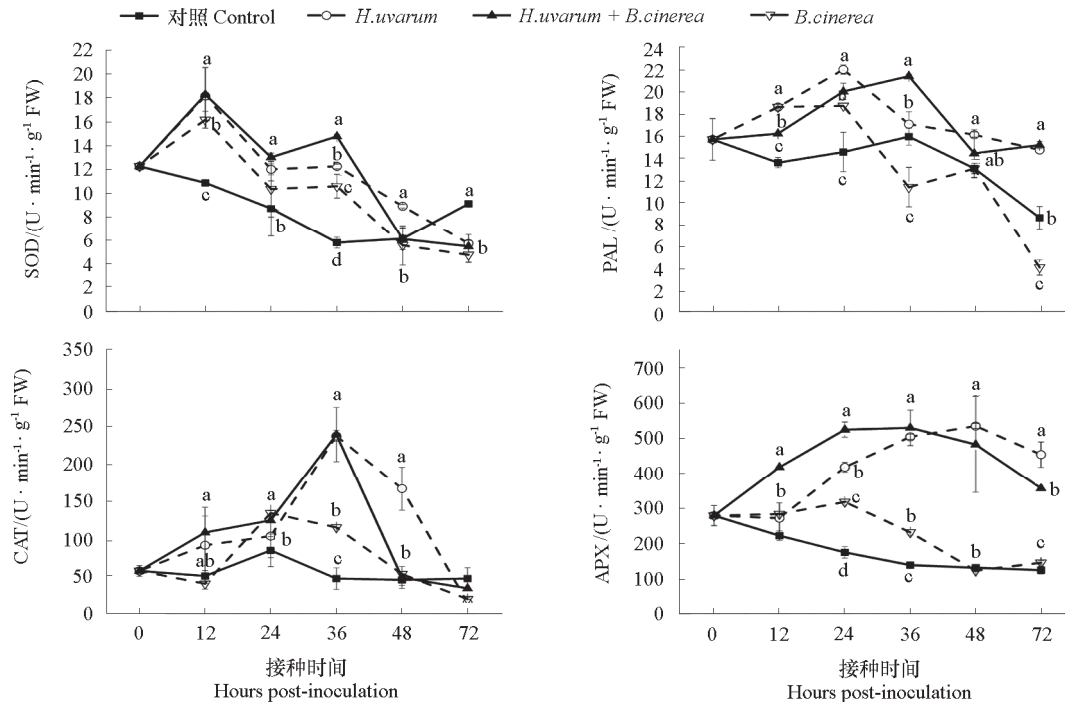 对照 Control H.uvarum H.uvarum + B.cinerea B.cinerea
SOD/(U · min⁻¹ · g⁻¹ FW)
22
20
18
16
14
12
10
8
6
4
2
0
a
b
c
a
b
a
b
c
d
a
b
a
b
PAL/(U · min⁻¹ · g⁻¹ FW)
24
22
20
18
16
14
12
10
8
6
4
2
0
a
b
c
a
c
a
b
c
a
ab
a
b
c
CAT/(U · min⁻¹ · g⁻¹ FW)
350
300
250
200
150
100
50
0
a
ab
a
b
a
b
c
a
b
0 12 24 36 48 72
接种时间
Hours post-inoculation
APX/(U · min⁻¹ · g⁻¹ FW)
700
600
500
400
300
200
100
0
a
b
a
b
c
d
a
b
c
a
b
a
b
c
0 12 24 36 48 72
接种时间
Hours post-inoculation